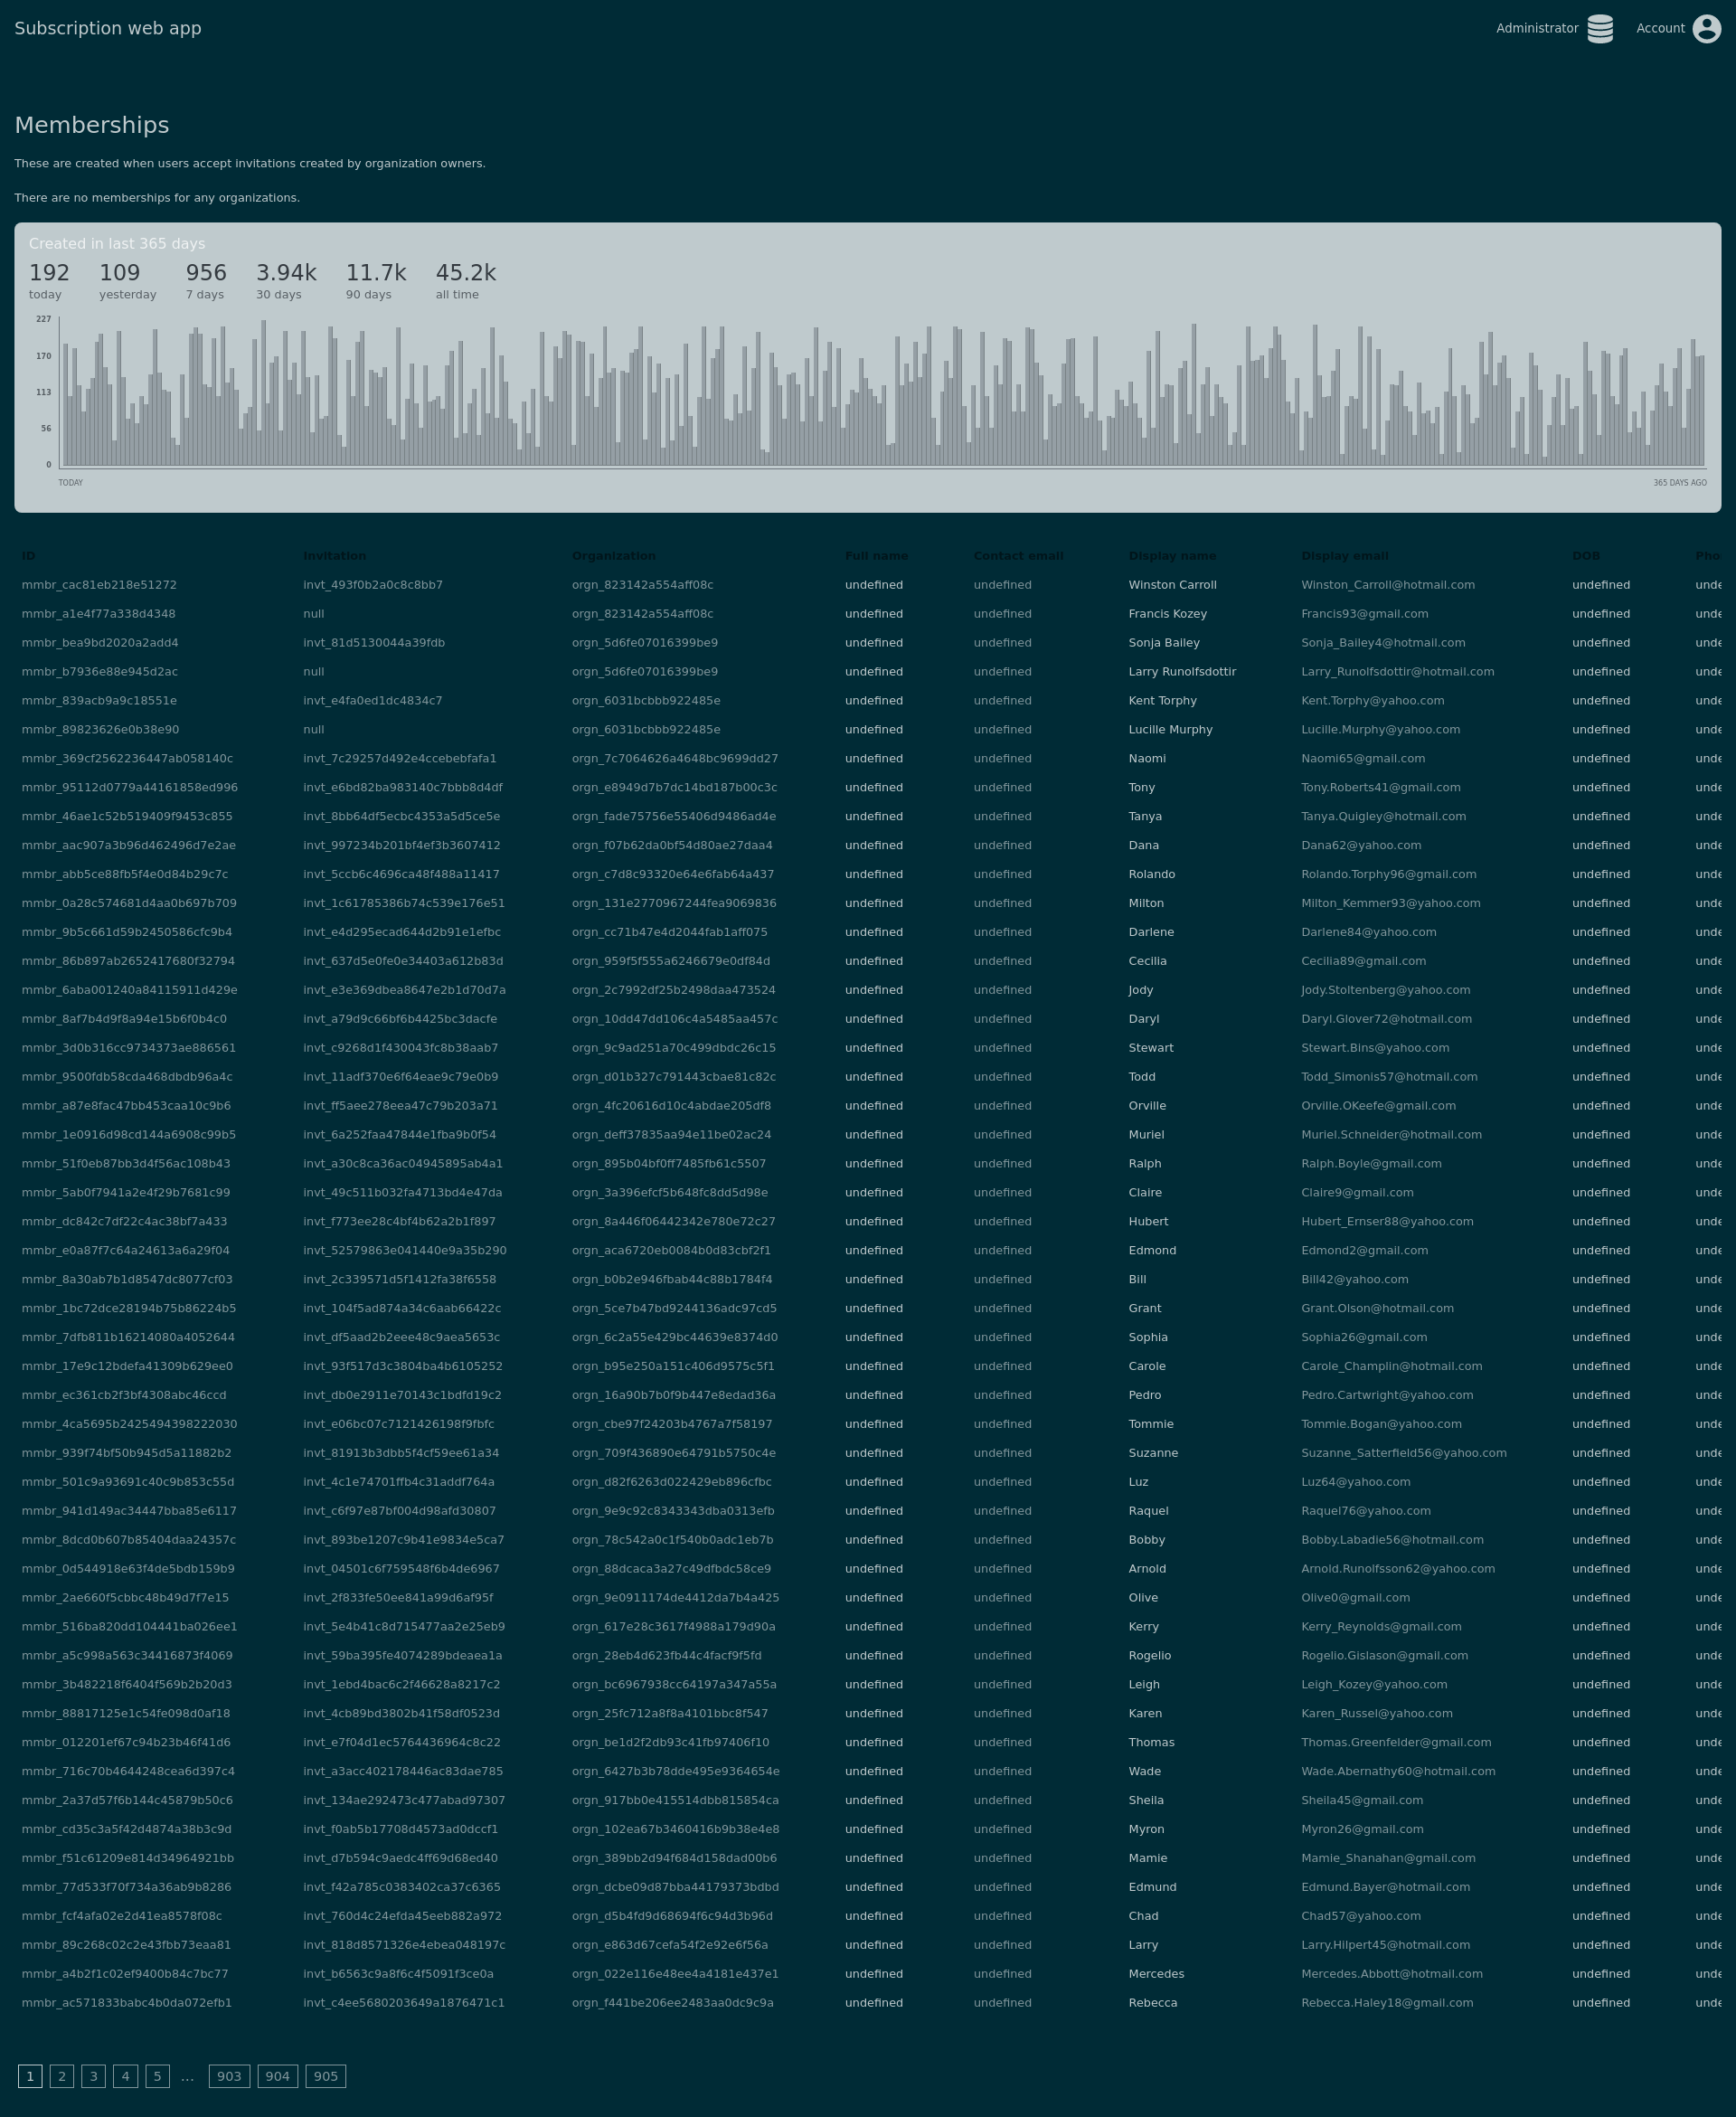 Subscription web app Administrator Account
Memberships
These are created when users accept invitations created by organization owners.
There are no memberships for any organizations.
Created in last 365 days
192 109 956 3.94k 11.7k 45.2k
today yesterday 7 days 30 days 90 days all time
227
170
113
56
0
TODAY 365 DAYS AGO
ID Invitation Organization Full name Contact email Display name Display email DOB Pho
mmbr_cac81eb218e51272 invt_493f0b2a0c8c8bb7 orgn_823142a554aff08c undefined undefined Winston Carroll Winston_Carroll@hotmail.com undefined unde
mmbr_a1e4f77a338d4348 null orgn_823142a554aff08c undefined undefined Francis Kozey Francis93@gmail.com undefined unde
mmbr_bea9bd2020a2add4 invt_81d5130044a39fdb orgn_5d6fe07016399be9 undefined undefined Sonja Bailey Sonja_Bailey4@hotmail.com undefined unde
mmbr_b7936e88e945d2ac null orgn_5d6fe07016399be9 undefined undefined Larry Runolfsdottir Larry_Runolfsdottir@hotmail.com undefined unde
mmbr_839acb9a9c18551e invt_e4fa0ed1dc4834c7 orgn_6031bcbbb922485e undefined undefined Kent Torphy Kent.Torphy@yahoo.com undefined unde
mmbr_89823626e0b38e90 null orgn_6031bcbbb922485e undefined undefined Lucille Murphy Lucille.Murphy@yahoo.com undefined unde
mmbr_369cf2562236447ab058140c invt_7c29257d492e4ccebebfafa1 orgn_7c7064626a4648bc9699dd27 undefined undefined Naomi Naomi65@gmail.com undefined unde
mmbr_95112d0779a44161858ed996 invt_e6bd82ba983140c7bbb8d4df orgn_e8949d7b7dc14bd187b00c3c undefined undefined Tony Tony.Roberts41@gmail.com undefined unde
mmbr_46ae1c52b519409f9453c855 invt_8bb64df5ecbc4353a5d5ce5e orgn_fade75756e55406d9486ad4e undefined undefined Tanya Tanya.Quigley@hotmail.com undefined unde
mmbr_aac907a3b96d462496d7e2ae invt_997234b201bf4ef3b3607412 orgn_f07b62da0bf54d80ae27daa4 undefined undefined Dana Dana62@yahoo.com undefined unde
mmbr_abb5ce88fb5f4e0d84b29c7c invt_5ccb6c4696ca48f488a11417 orgn_c7d8c93320e64e6fab64a437 undefined undefined Rolando Rolando.Torphy96@gmail.com undefined unde
mmbr_0a28c574681d4aa0b697b709 invt_1c61785386b74c539e176e51 orgn_131e2770967244fea9069836 undefined undefined Milton Milton_Kemmer93@yahoo.com undefined unde
mmbr_9b5c661d59b2450586cfc9b4 invt_e4d295ecad644d2b91e1efbc orgn_cc71b47e4d2044fab1aff075 undefined undefined Darlene Darlene84@yahoo.com undefined unde
mmbr_86b897ab2652417680f32794 invt_637d5e0fe0e34403a612b83d orgn_959f5f555a6246679e0df84d undefined undefined Cecilia Cecilia89@gmail.com undefined unde
mmbr_6aba001240a84115911d429e invt_e3e369dbea8647e2b1d70d7a orgn_2c7992df25b2498daa473524 undefined undefined Jody Jody.Stoltenberg@yahoo.com undefined unde
mmbr_8af7b4d9f8a94e15b6f0b4c0 invt_a79d9c66bf6b4425bc3dacfe orgn_10dd47dd106c4a5485aa457c undefined undefined Daryl Daryl.Glover72@hotmail.com undefined unde
mmbr_3d0b316cc9734373ae886561 invt_c9268d1f430043fc8b38aab7 orgn_9c9ad251a70c499dbdc26c15 undefined undefined Stewart Stewart.Bins@yahoo.com undefined unde
mmbr_9500fdb58cda468dbdb96a4c invt_11adf370e6f64eae9c79e0b9 orgn_d01b327c791443cbae81c82c undefined undefined Todd Todd_Simonis57@hotmail.com undefined unde
mmbr_a87e8fac47bb453caa10c9b6 invt_ff5aee278eea47c79b203a71 orgn_4fc20616d10c4abdae205df8 undefined undefined Orville Orville.OKeefe@gmail.com undefined unde
mmbr_1e0916d98cd144a6908c99b5 invt_6a252faa47844e1fba9b0f54 orgn_deff37835aa94e11be02ac24 undefined undefined Muriel Muriel.Schneider@hotmail.com undefined unde
mmbr_51f0eb87bb3d4f56ac108b43 invt_a30c8ca36ac04945895ab4a1 orgn_895b04bf0ff7485fb61c5507 undefined undefined Ralph Ralph.Boyle@gmail.com undefined unde
mmbr_5ab0f7941a2e4f29b7681c99 invt_49c511b032fa4713bd4e47da orgn_3a396efcf5b648fc8dd5d98e undefined undefined Claire Claire9@gmail.com undefined unde
mmbr_dc842c7df22c4ac38bf7a433 invt_f773ee28c4bf4b62a2b1f897 orgn_8a446f06442342e780e72c27 undefined undefined Hubert Hubert_Ernser88@yahoo.com undefined unde
mmbr_e0a87f7c64a24613a6a29f04 invt_52579863e041440e9a35b290 orgn_aca6720eb0084b0d83cbf2f1 undefined undefined Edmond Edmond2@gmail.com undefined unde
mmbr_8a30ab7b1d8547dc8077cf03 invt_2c339571d5f1412fa38f6558 orgn_b0b2e946fbab44c88b1784f4 undefined undefined Bill Bill42@yahoo.com undefined unde
mmbr_1bc72dce28194b75b86224b5 invt_104f5ad874a34c6aab66422c orgn_5ce7b47bd9244136adc97cd5 undefined undefined Grant Grant.Olson@hotmail.com undefined unde
mmbr_7dfb811b16214080a4052644 invt_df5aad2b2eee48c9aea5653c orgn_6c2a55e429bc44639e8374d0 undefined undefined Sophia Sophia26@gmail.com undefined unde
mmbr_17e9c12bdefa41309b629ee0 invt_93f517d3c3804ba4b6105252 orgn_b95e250a151c406d9575c5f1 undefined undefined Carole Carole_Champlin@hotmail.com undefined unde
mmbr_ec361cb2f3bf4308abc46ccd invt_db0e2911e70143c1bdfd19c2 orgn_16a90b7b0f9b447e8edad36a undefined undefined Pedro Pedro.Cartwright@yahoo.com undefined unde
mmbr_4ca5695b2425494398222030 invt_e06bc07c7121426198f9fbfc orgn_cbe97f24203b4767a7f58197 undefined undefined Tommie Tommie.Bogan@yahoo.com undefined unde
mmbr_939f74bf50b945d5a11882b2 invt_81913b3dbb5f4cf59ee61a34 orgn_709f436890e64791b5750c4e undefined undefined Suzanne Suzanne_Satterfield56@yahoo.com undefined unde
mmbr_501c9a93691c40c9b853c55d invt_4c1e74701ffb4c31addf764a orgn_d82f6263d022429eb896cfbc undefined undefined Luz Luz64@yahoo.com undefined unde
mmbr_941d149ac34447bba85e6117 invt_c6f97e87bf004d98afd30807 orgn_9e9c92c8343343dba0313efb undefined undefined Raquel Raquel76@yahoo.com undefined unde
mmbr_8dcd0b607b85404daa24357c invt_893be1207c9b41e9834e5ca7 orgn_78c542a0c1f540b0adc1eb7b undefined undefined Bobby Bobby.Labadie56@hotmail.com undefined unde
mmbr_0d544918e63f4de5bdb159b9 invt_04501c6f759548f6b4de6967 orgn_88dcaca3a27c49dfbdc58ce9 undefined undefined Arnold Arnold.Runolfsson62@yahoo.com undefined unde
mmbr_2ae660f5cbbc48b49d7f7e15 invt_2f833fe50ee841a99d6af95f orgn_9e0911174de4412da7b4a425 undefined undefined Olive Olive0@gmail.com undefined unde
mmbr_516ba820dd104441ba026ee1 invt_5e4b41c8d715477aa2e25eb9 orgn_617e28c3617f4988a179d90a undefined undefined Kerry Kerry_Reynolds@gmail.com undefined unde
mmbr_a5c998a563c34416873f4069 invt_59ba395fe4074289bdeaea1a orgn_28eb4d623fb44c4facf9f5fd undefined undefined Rogelio Rogelio.Gislason@gmail.com undefined unde
mmbr_3b482218f6404f569b2b20d3 invt_1ebd4bac6c2f46628a8217c2 orgn_bc6967938cc64197a347a55a undefined undefined Leigh Leigh_Kozey@yahoo.com undefined unde
mmbr_88817125e1c54fe098d0af18 invt_4cb89bd3802b41f58df0523d orgn_25fc712a8f8a4101bbc8f547 undefined undefined Karen Karen_Russel@yahoo.com undefined unde
mmbr_012201ef67c94b23b46f41d6 invt_e7f04d1ec5764436964c8c22 orgn_be1d2f2db93c41fb97406f10 undefined undefined Thomas Thomas.Greenfelder@gmail.com undefined unde
mmbr_716c70b4644248cea6d397c4 invt_a3acc402178446ac83dae785 orgn_6427b3b78dde495e9364654e undefined undefined Wade Wade.Abernathy60@hotmail.com undefined unde
mmbr_2a37d57f6b144c45879b50c6 invt_134ae292473c477abad97307 orgn_917bb0e415514dbb815854ca undefined undefined Sheila Sheila45@gmail.com undefined unde
mmbr_cd35c3a5f42d4874a38b3c9d invt_f0ab5b17708d4573ad0dccf1 orgn_102ea67b3460416b9b38e4e8 undefined undefined Myron Myron26@gmail.com undefined unde
mmbr_f51c61209e814d34964921bb invt_d7b594c9aedc4ff69d68ed40 orgn_389bb2d94f684d158dad00b6 undefined undefined Mamie Mamie_Shanahan@gmail.com undefined unde
mmbr_77d533f70f734a36ab9b8286 invt_f42a785c0383402ca37c6365 orgn_dcbe09d87bba44179373bdbd undefined undefined Edmund Edmund.Bayer@hotmail.com undefined unde
mmbr_fcf4afa02e2d41ea8578f08c invt_760d4c24efda45eeb882a972 orgn_d5b4fd9d68694f6c94d3b96d undefined undefined Chad Chad57@yahoo.com undefined unde
mmbr_89c268c02c2e43fbb73eaa81 invt_818d8571326e4ebea048197c orgn_e863d67cefa54f2e92e6f56a undefined undefined Larry Larry.Hilpert45@hotmail.com undefined unde
mmbr_a4b2f1c02ef9400b84c7bc77 invt_b6563c9a8f6c4f5091f3ce0a orgn_022e116e48ee4a4181e437e1 undefined undefined Mercedes Mercedes.Abbott@hotmail.com undefined unde
mmbr_ac571833babc4b0da072efb1 invt_c4ee5680203649a1876471c1 orgn_f441be206ee2483aa0dc9c9a undefined undefined Rebecca Rebecca.Haley18@gmail.com undefined unde
1 2 3 4 5 ... 903 904 905